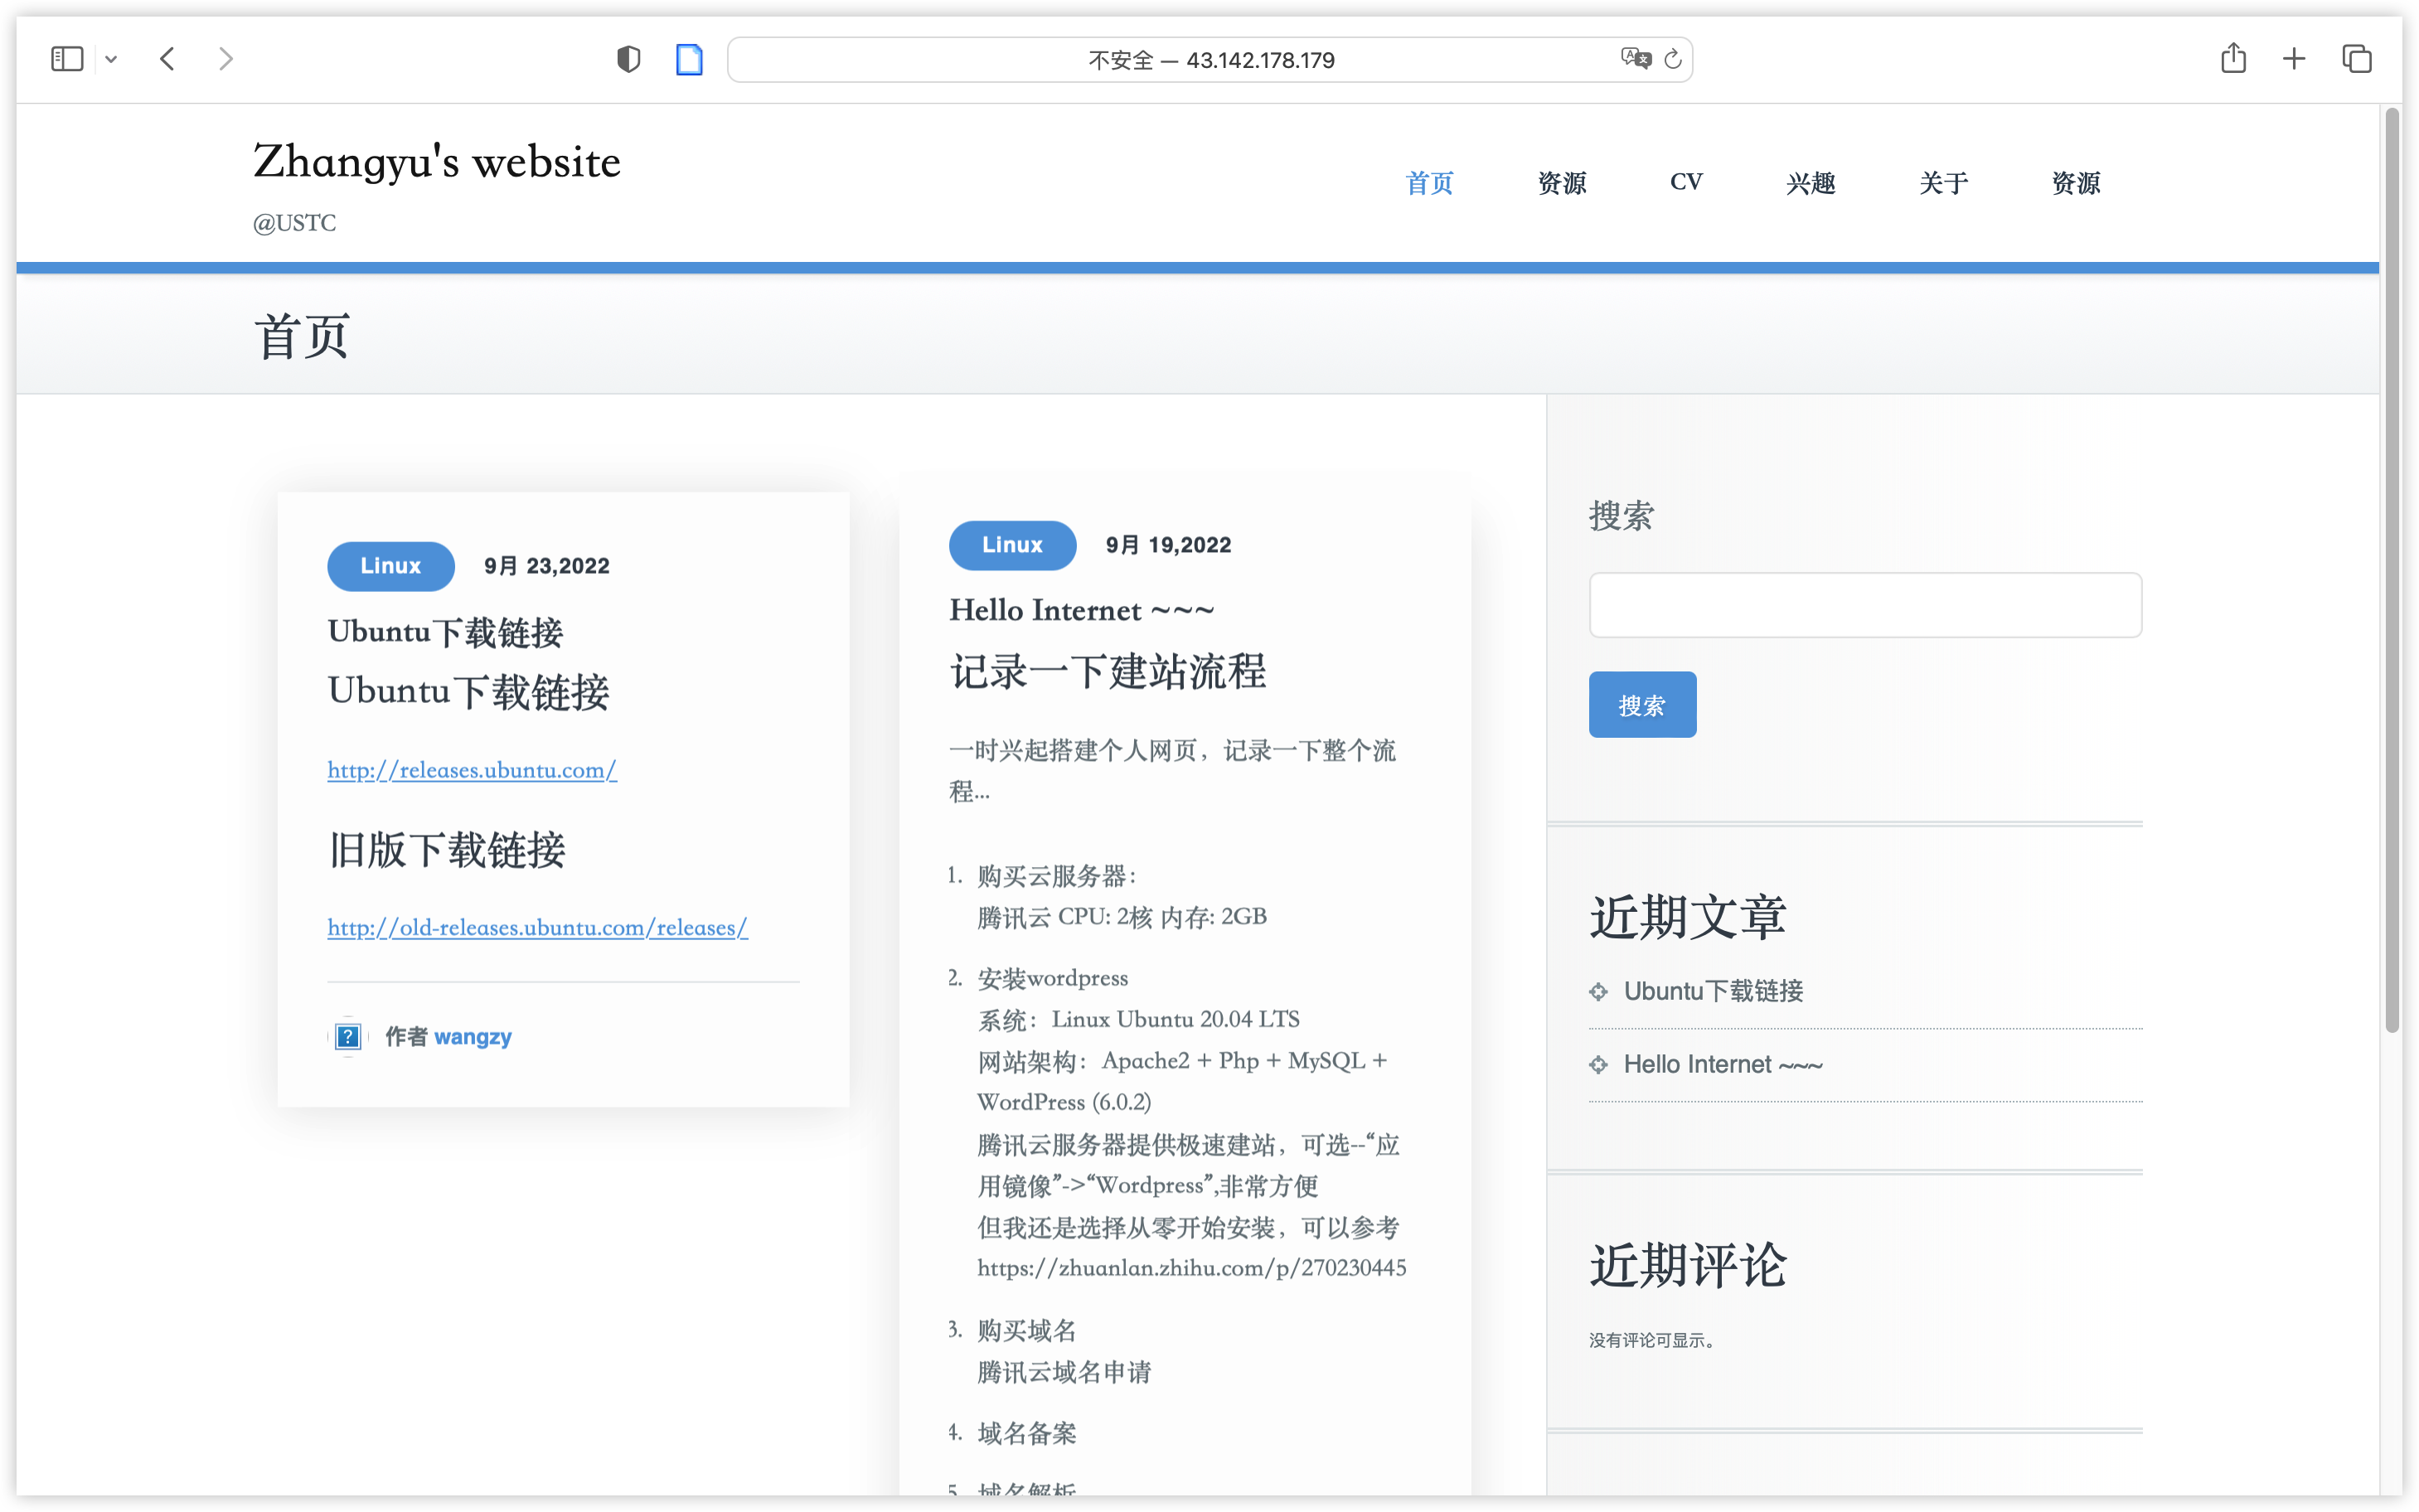 不安全 — 43.142.178.179
Zhangyu's website
@USTC
首页
资源
CV
兴趣
关于
资源
首页
Linux
9月 23,2022
Ubuntu下载链接
Ubuntu下载链接
http://releases.ubuntu.com/
旧版下载链接
http://old-releases.ubuntu.com/releases/
作者 wangzy
Linux
9月 19,2022
Hello Internet ~~~
记录一下建站流程
一时兴起搭建个人网页，记录一下整个流
程...
1. 购买云服务器：
腾讯云 CPU: 2核 内存: 2GB
2. 安装wordpress
系统：Linux Ubuntu 20.04 LTS
网站架构：Apache2 + Php + MySQL +
WordPress (6.0.2)
腾讯云服务器提供极速建站，可选--“应
用镜像”->“Wordpress”,非常方便
但我还是选择从零开始安装，可以参考
https://zhuanlan.zhihu.com/p/270230445
3. 购买域名
腾讯云域名申请
4. 域名备案
5. 域名解析
搜索
搜索
近期文章
Ubuntu下载链接
Hello Internet ~~~
近期评论
没有评论可显示。